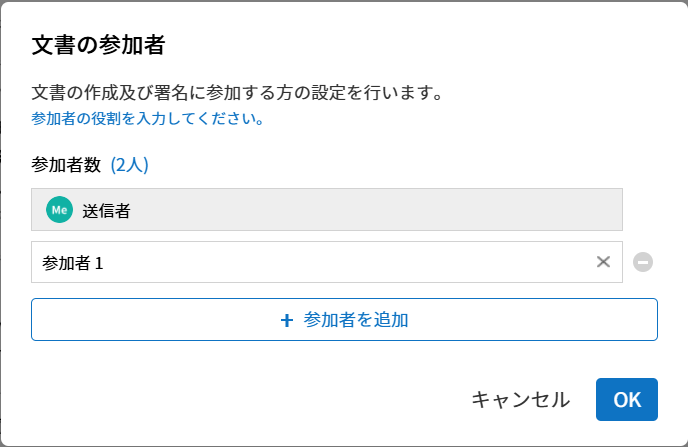 文書の参加者
文書の作成及び署名に参加する方の設定を行います。
参加者の役割を入力してください。
参加者数 (2人)
Me 送信者
参加者 1
+ 参加者を追加
キャンセル OK